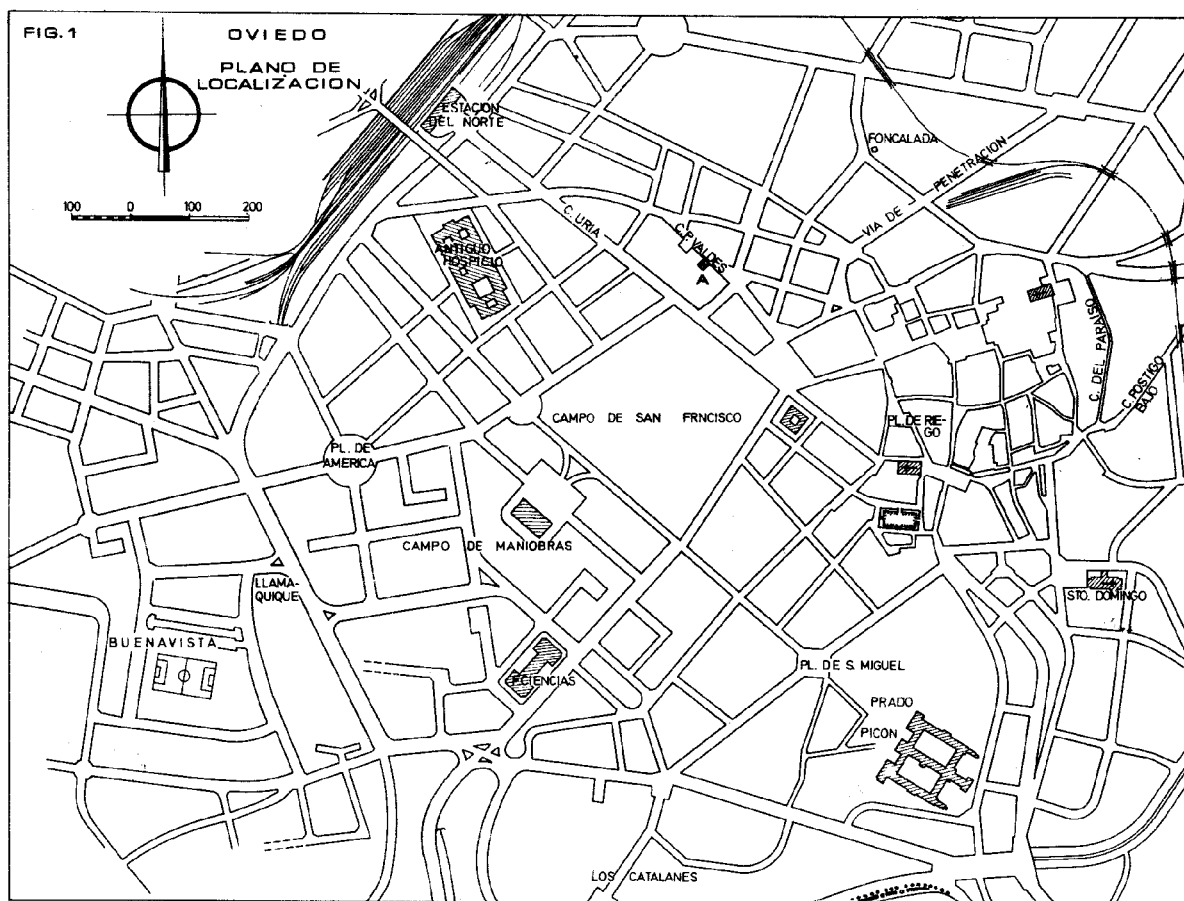 FIG. 1
OVIEDO
PLANO DE
LOCALIZACION
100 0 100 200
ESTACION
DEL NORTE
FONCALADA
VIA DE PENETRACION
C. URIA
C. P. VALDES
A
ANTIGUO
HOSPICIO
C. DEL PARAISO
C. POSTIGO
BAJO
CAMPO DE SAN FRNCISCO
PL. DE RIE-
GO
PL. DE
AMERICA
CAMPO DE MANIOBRAS
LLAMA-
QUIQUE
STO. DOMINGO
BUENAVISTA
F. CIENCIAS
PL. DE S. MIGUEL
PRADO
PICON
LOS CATALANES